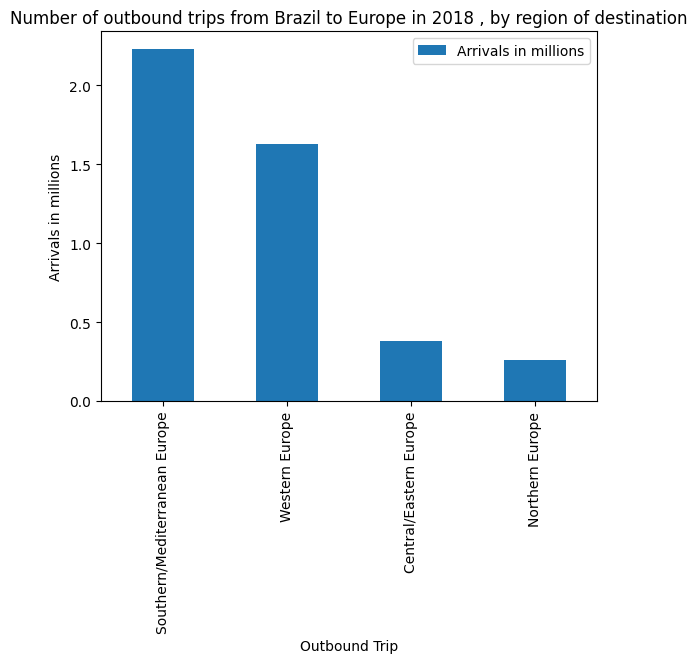 Number of outbound trips from Brazil to Europe in 2018 , by region of destination
Arrivals in millions
Arrivals in millions
2.0
1.5
1.0
0.5
0.0
Southern/Mediterranean Europe
Western Europe
Central/Eastern Europe
Northern Europe
Outbound Trip